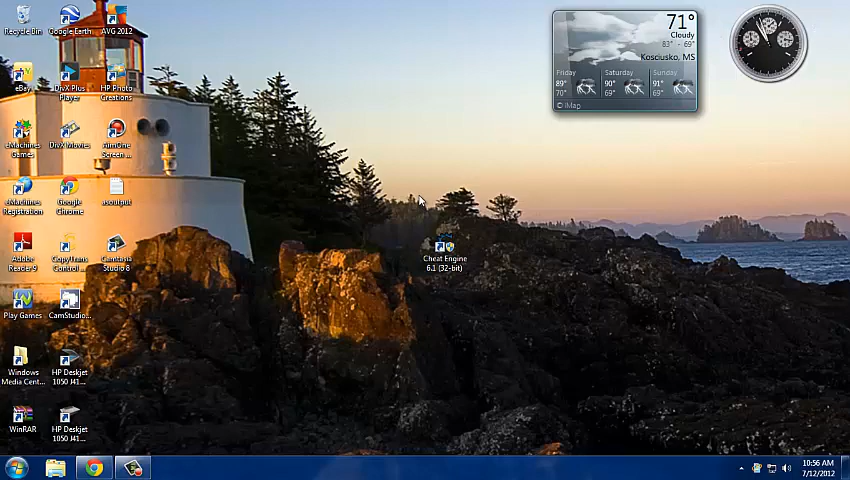 Recycle Bin
Google Earth
AVG 2012
eBay
DivX Plus
Player
HP Photo
Creations
eMachines
Games
DivX Movies
AimOne
Screen ...
eMachines
Registration
Google
Chrome
asoutput
Adobe
Reader 9
CopyTrans
Control ...
Camtasia
Studio 8
Play Games
CamStudio...
Windows
Media Cent...
HP Deskjet
1050 J41...
WinRAR
HP Deskjet
1050 J41...
Cheat Engine
6.1 (32-bit)
71°
Cloudy
83° - 69°
Kosciusko, MS
Friday
89°
70°
Saturday
90°
69°
Sunday
91°
69°
© iMap
10:56 AM
7/12/2012